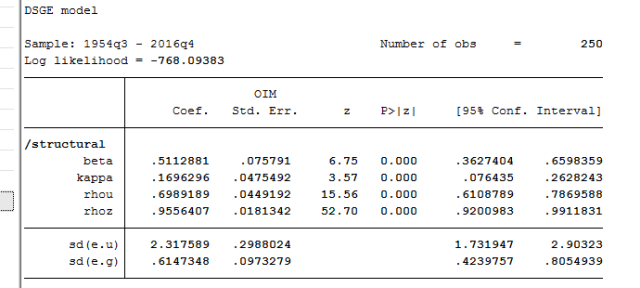 DSGE model
Sample: 1954q3 - 2016q4 Number of obs = 250
Log likelihood = -768.09383
OIM
Coef. Std. Err. z P>|z| [95% Conf. Interval]
/structural
beta .5112881 .075791 6.75 0.000 .3627404 .6598359
kappa .1696296 .0475492 3.57 0.000 .076435 .2628243
rhou .6989189 .0449192 15.56 0.000 .6108789 .7869588
rhoz .9556407 .0181342 52.70 0.000 .9200983 .9911831
sd(e.u) 2.317589 .2988024 1.731947 2.90323
sd(e.g) .6147348 .0973279 .4239757 .8054939